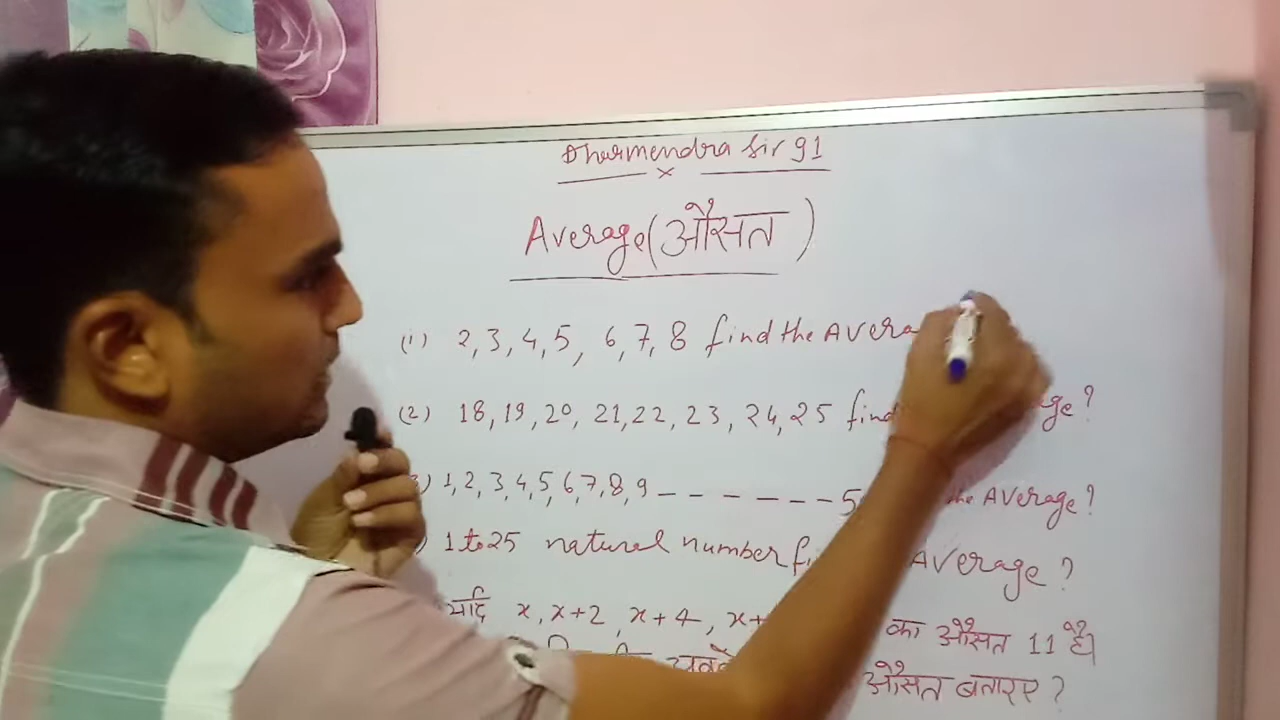 Dharmendra Sir 91
Average (औसत)
(1) 2, 3, 4, 5, 6, 7, 8 find the Avera
(2) 18, 19, 20, 21, 22, 23, 24, 25 find ge?
1, 2, 3, 4, 5, 6, 7, 8, 9 ------ 5 the Average?
1 to 25 natural number fi Average?
यदि x, x+2, x+4, x+ का औसत 11 है।
औसत बताएए?